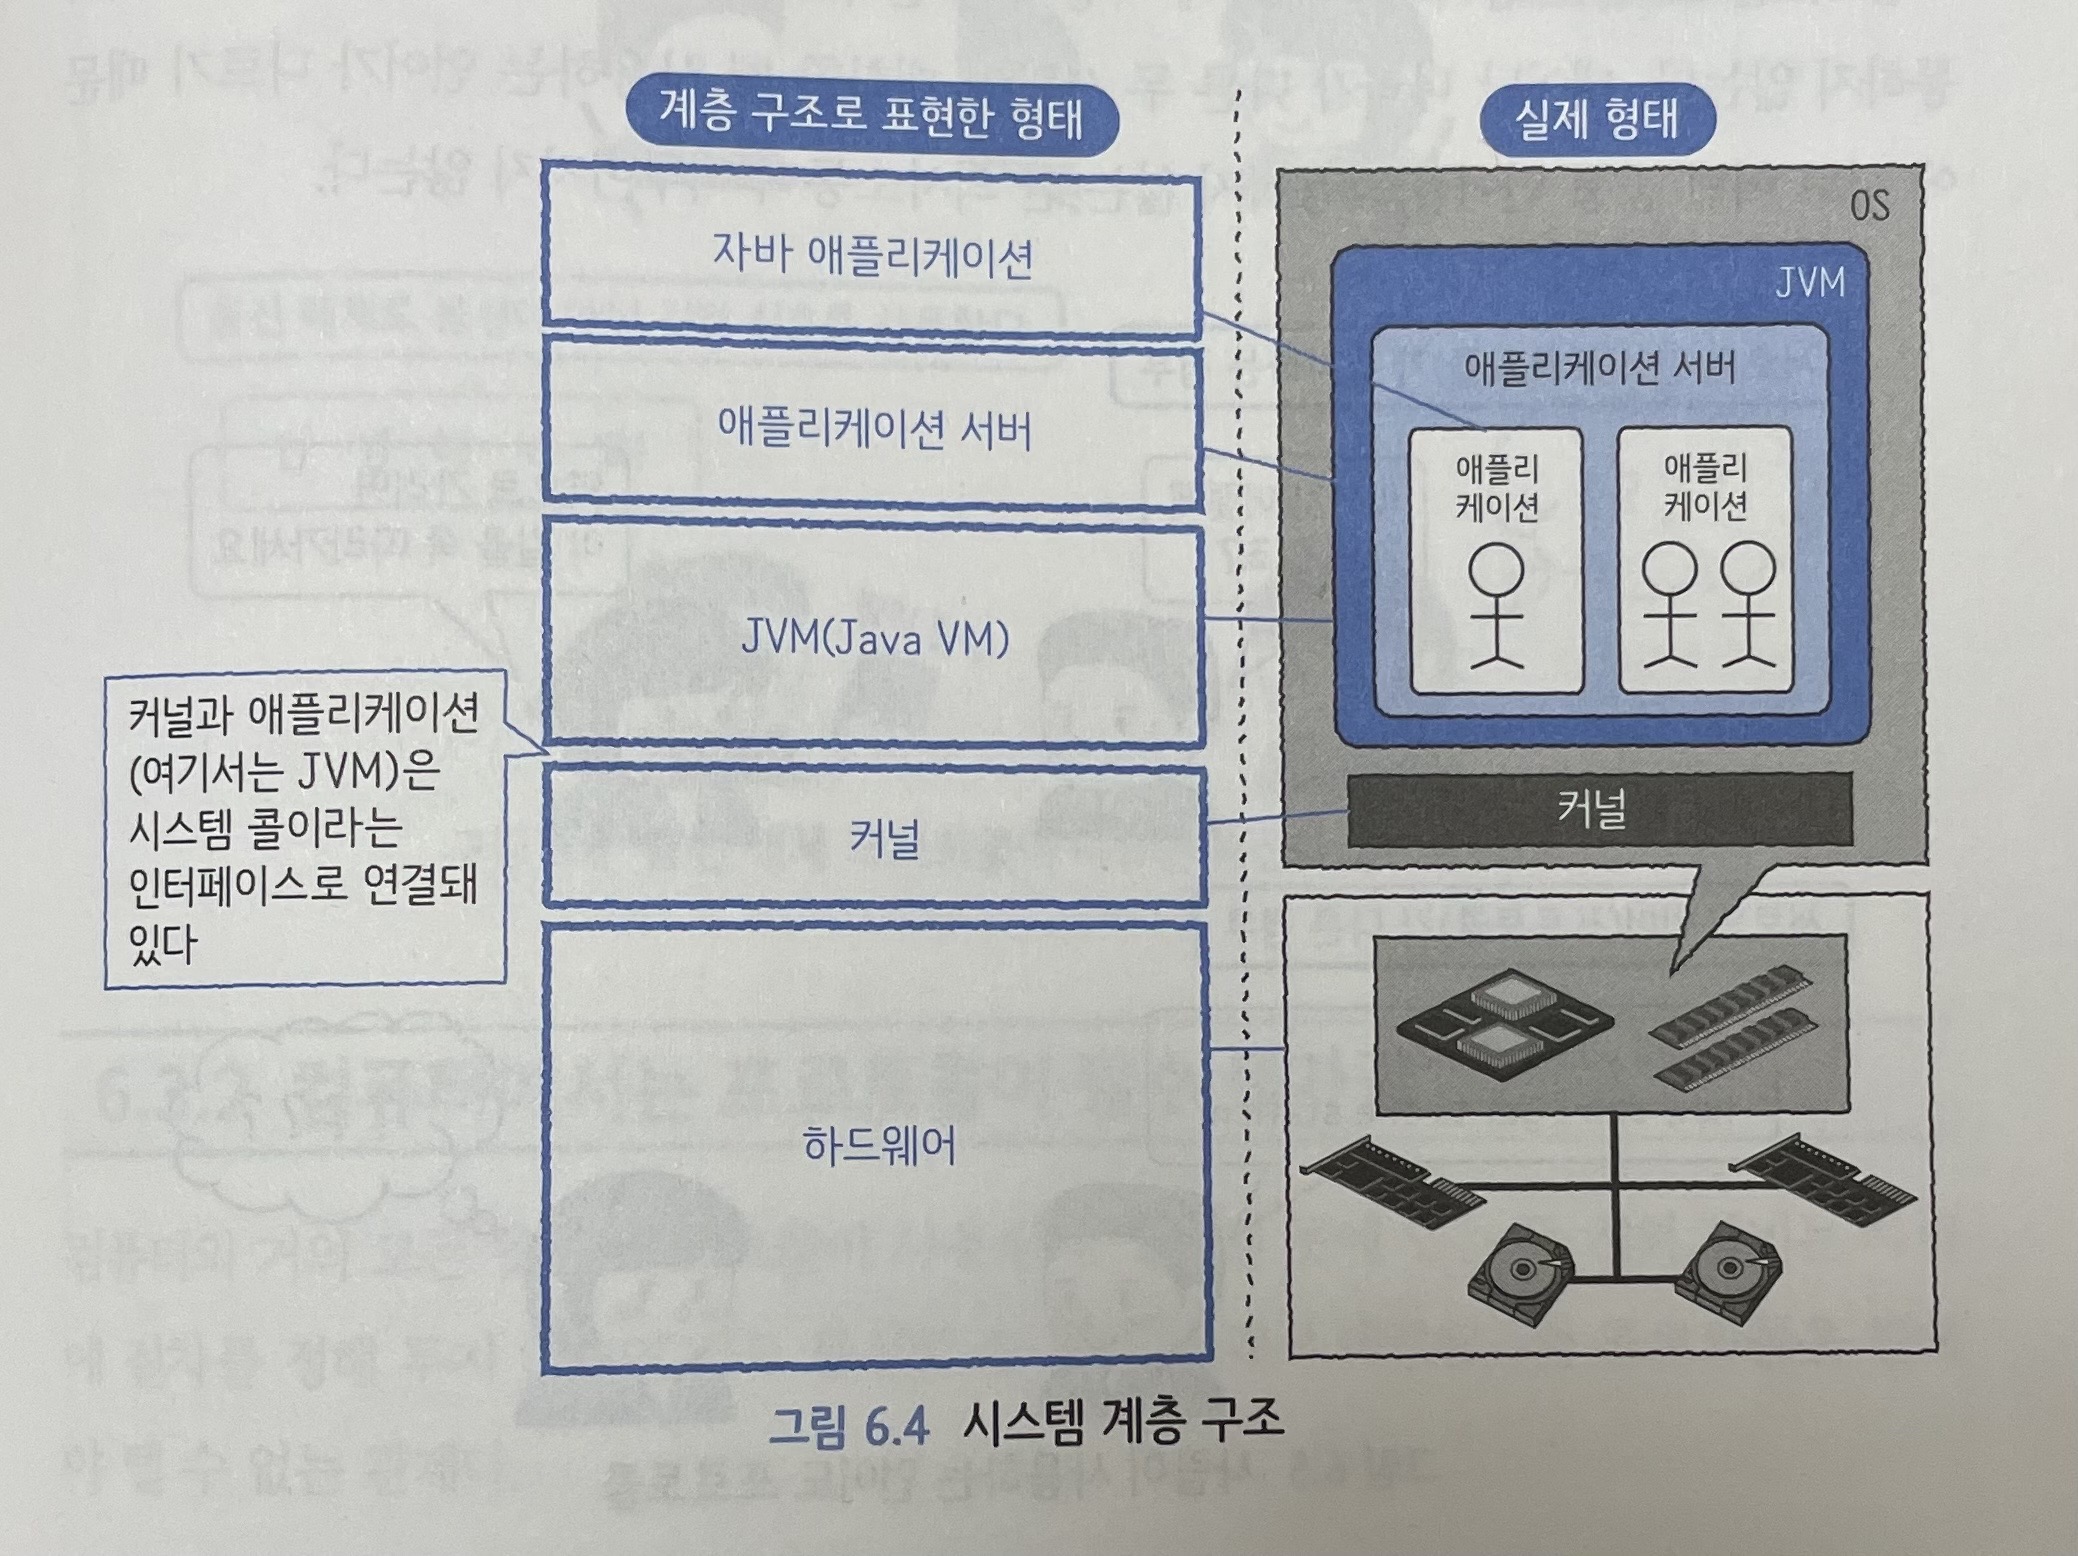 계층 구조로 표현한 형태
실제 형태
자바 애플리케이션
애플리케이션 서버
JVM(Java VM)
커널
하드웨어
커널과 애플리케이션
(여기서는 JVM)은
시스템 콜이라는
인터페이스로 연결돼
있다
OS
JVM
애플리케이션 서버
애플리
케이션
애플리
케이션
커널
그림 6.4 시스템 계층 구조